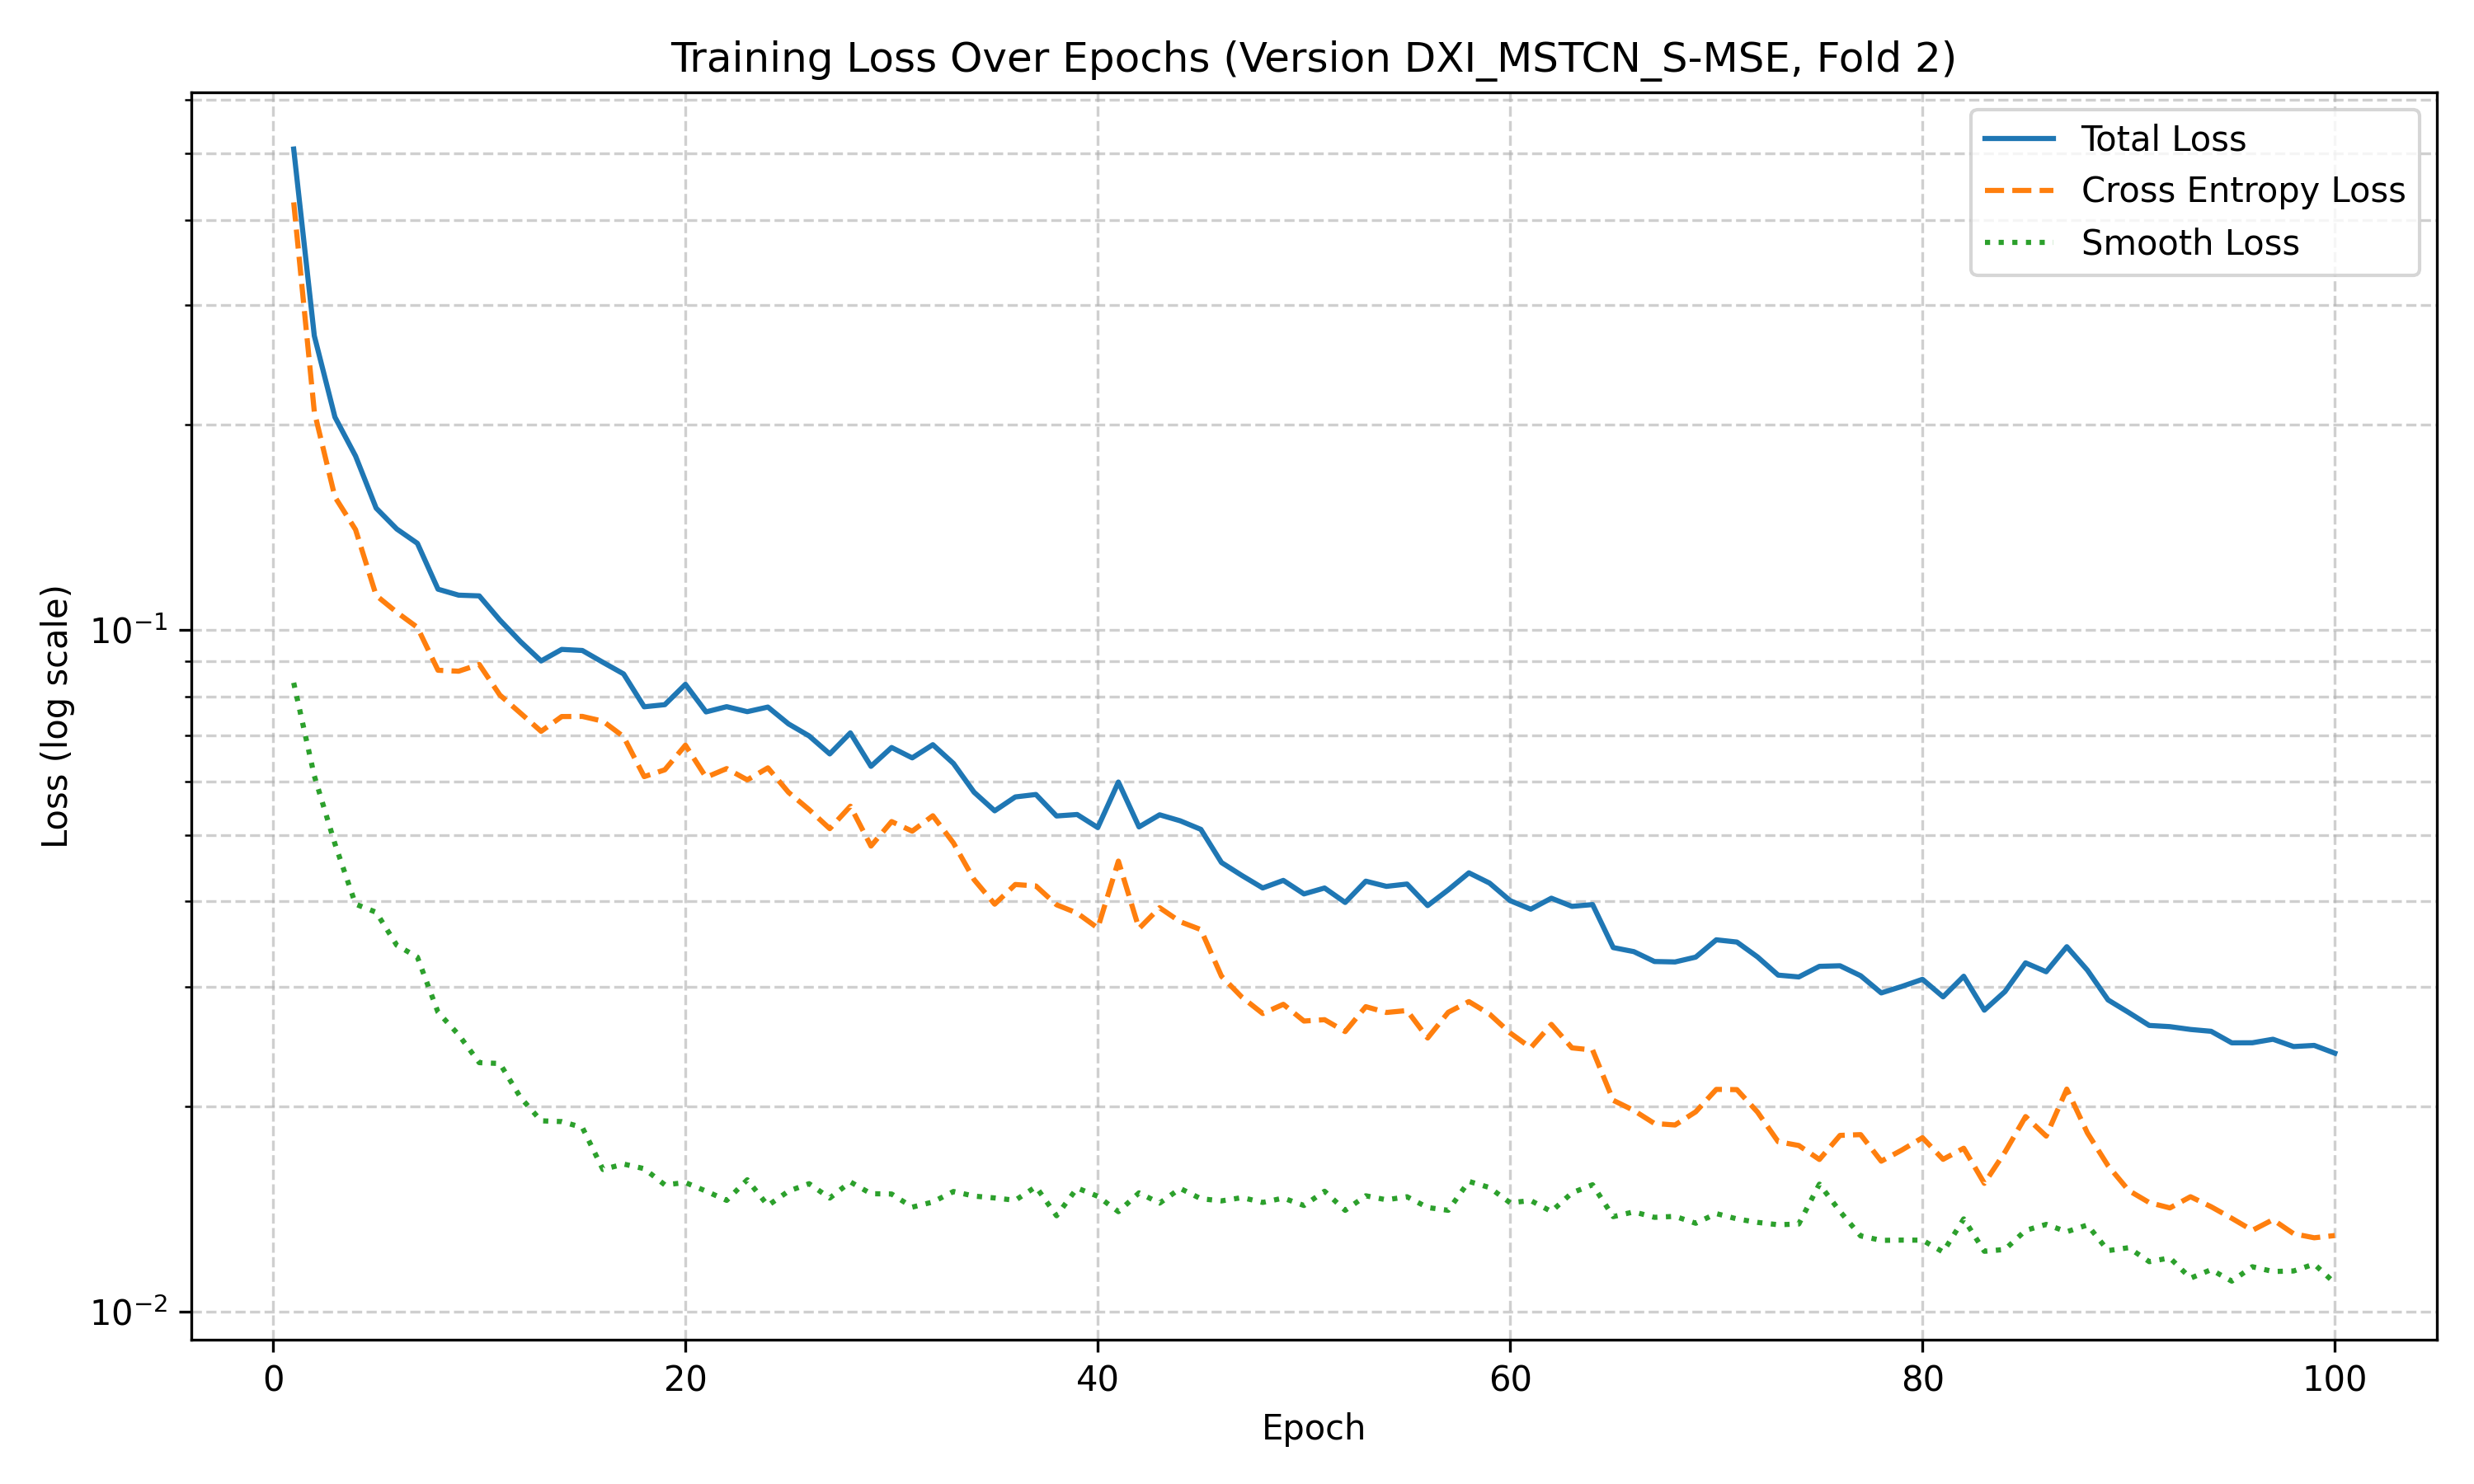 Training Loss Over Epochs (Version DXl_MSTCN_S-MSE, Fold 2)
Total Loss
Cross Entropy Loss
Smooth Loss
Loss (log scale)
10⁻¹
10⁻²
0 20 40 60 80 100
Epoch